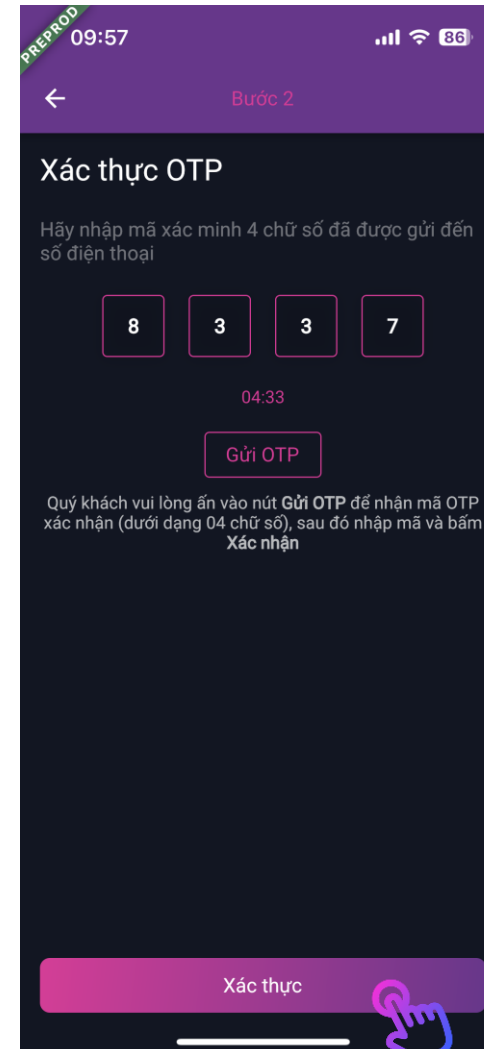 PREPROD
09:57
86
Bước 2
Xác thực OTP
Hãy nhập mã xác minh 4 chữ số đã được gửi đến
số điện thoại
8 3 3 7
04:33
Gửi OTP
Quý khách vui lòng ấn vào nút Gửi OTP để nhận mã OTP
xác nhận (dưới dạng 04 chữ số), sau đó nhập mã và bấm
Xác nhận
Xác thực